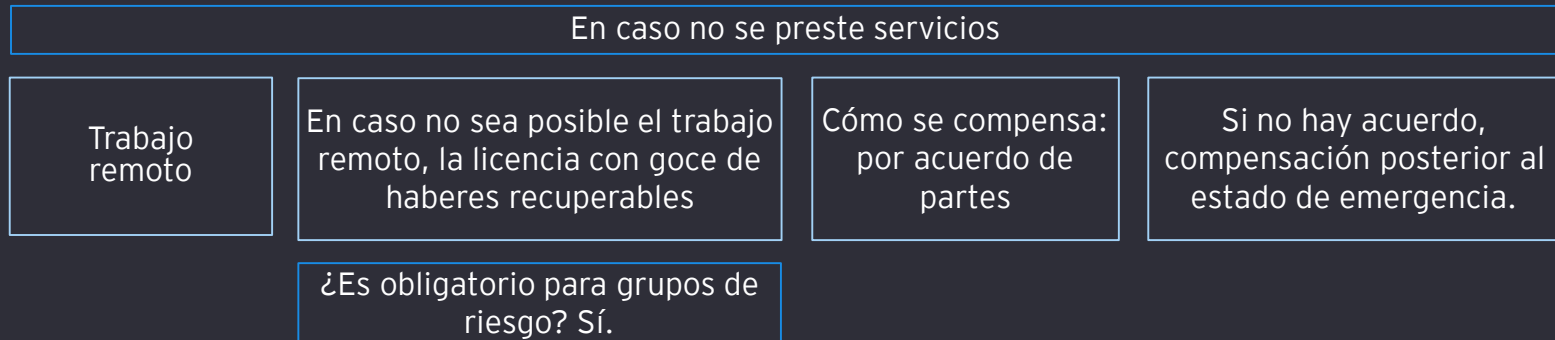 En caso no se preste servicios
Trabajo
remoto
En caso no sea posible el trabajo
remoto, la licencia con goce de
haberes recuperables
Cómo se compensa:
por acuerdo de
partes
Si no hay acuerdo,
compensación posterior al
estado de emergencia.
¿Es obligatorio para grupos de
riesgo? Sí.